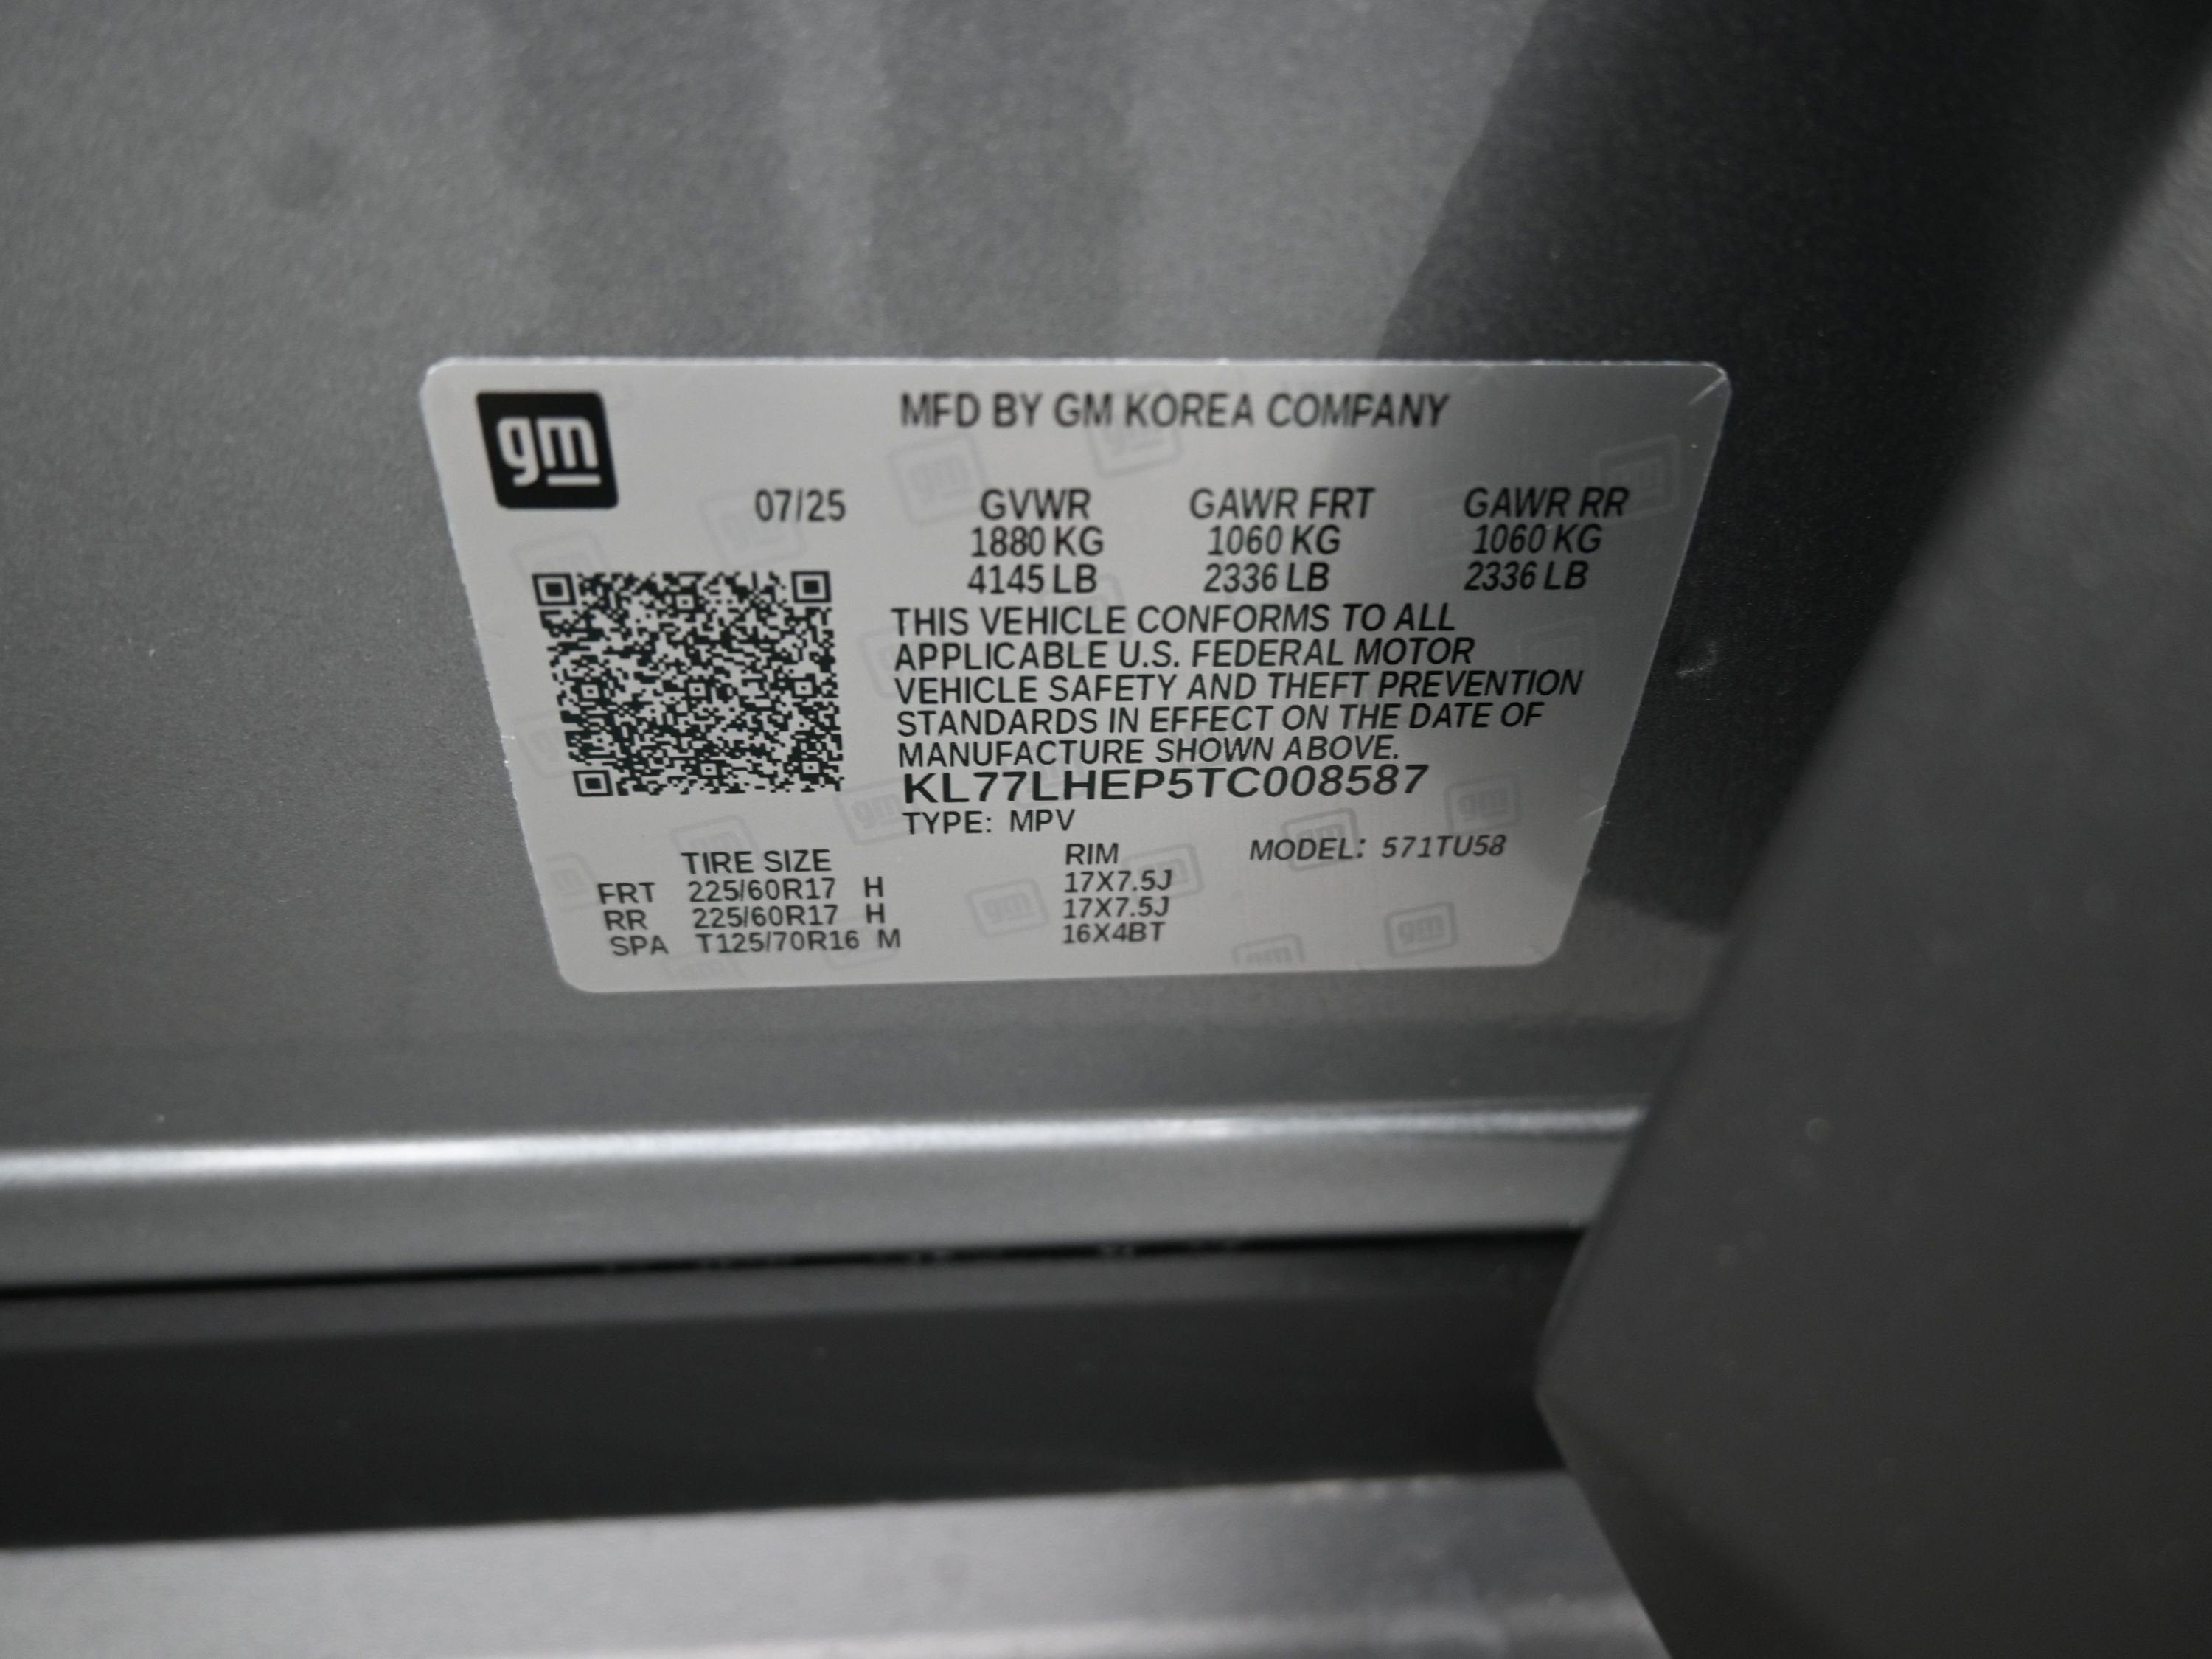 gm
MFD BY GM KOREA COMPANY
07/25 GVWR GAWR FRT GAWR RR
1880 KG 1060 KG 1060 KG
4145 LB 2336 LB 2336 LB
THIS VEHICLE CONFORMS TO ALL
APPLICABLE U.S. FEDERAL MOTOR
VEHICLE SAFETY AND THEFT PREVENTION
STANDARDS IN EFFECT ON THE DATE OF
MANUFACTURE SHOWN ABOVE.
KL77LHEP5TC008587
TYPE: MPV
TIRE SIZE RIM MODEL: 571TU58
FRT 225/60R17 H 17X7.5J
RR 225/60R17 H 17X7.5J
SPA T125/70R16 M 16X4BT